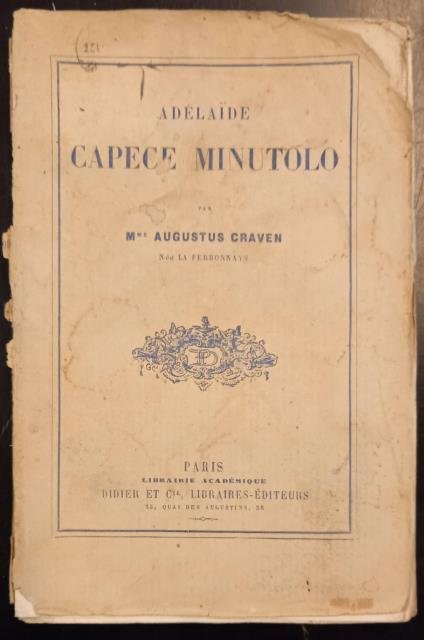 ADÉLAÏDE
CAPECE MINUTOLO
PAR
Mme AUGUSTUS CRAVEN
Née LA FERRONNAYS
PARIS
LIBRAIRIE ACADÉMIQUE
DIDIER ET Cie, LIBRAIRES-ÉDITEURS
35, QUAI DES AUGUSTINS, 35